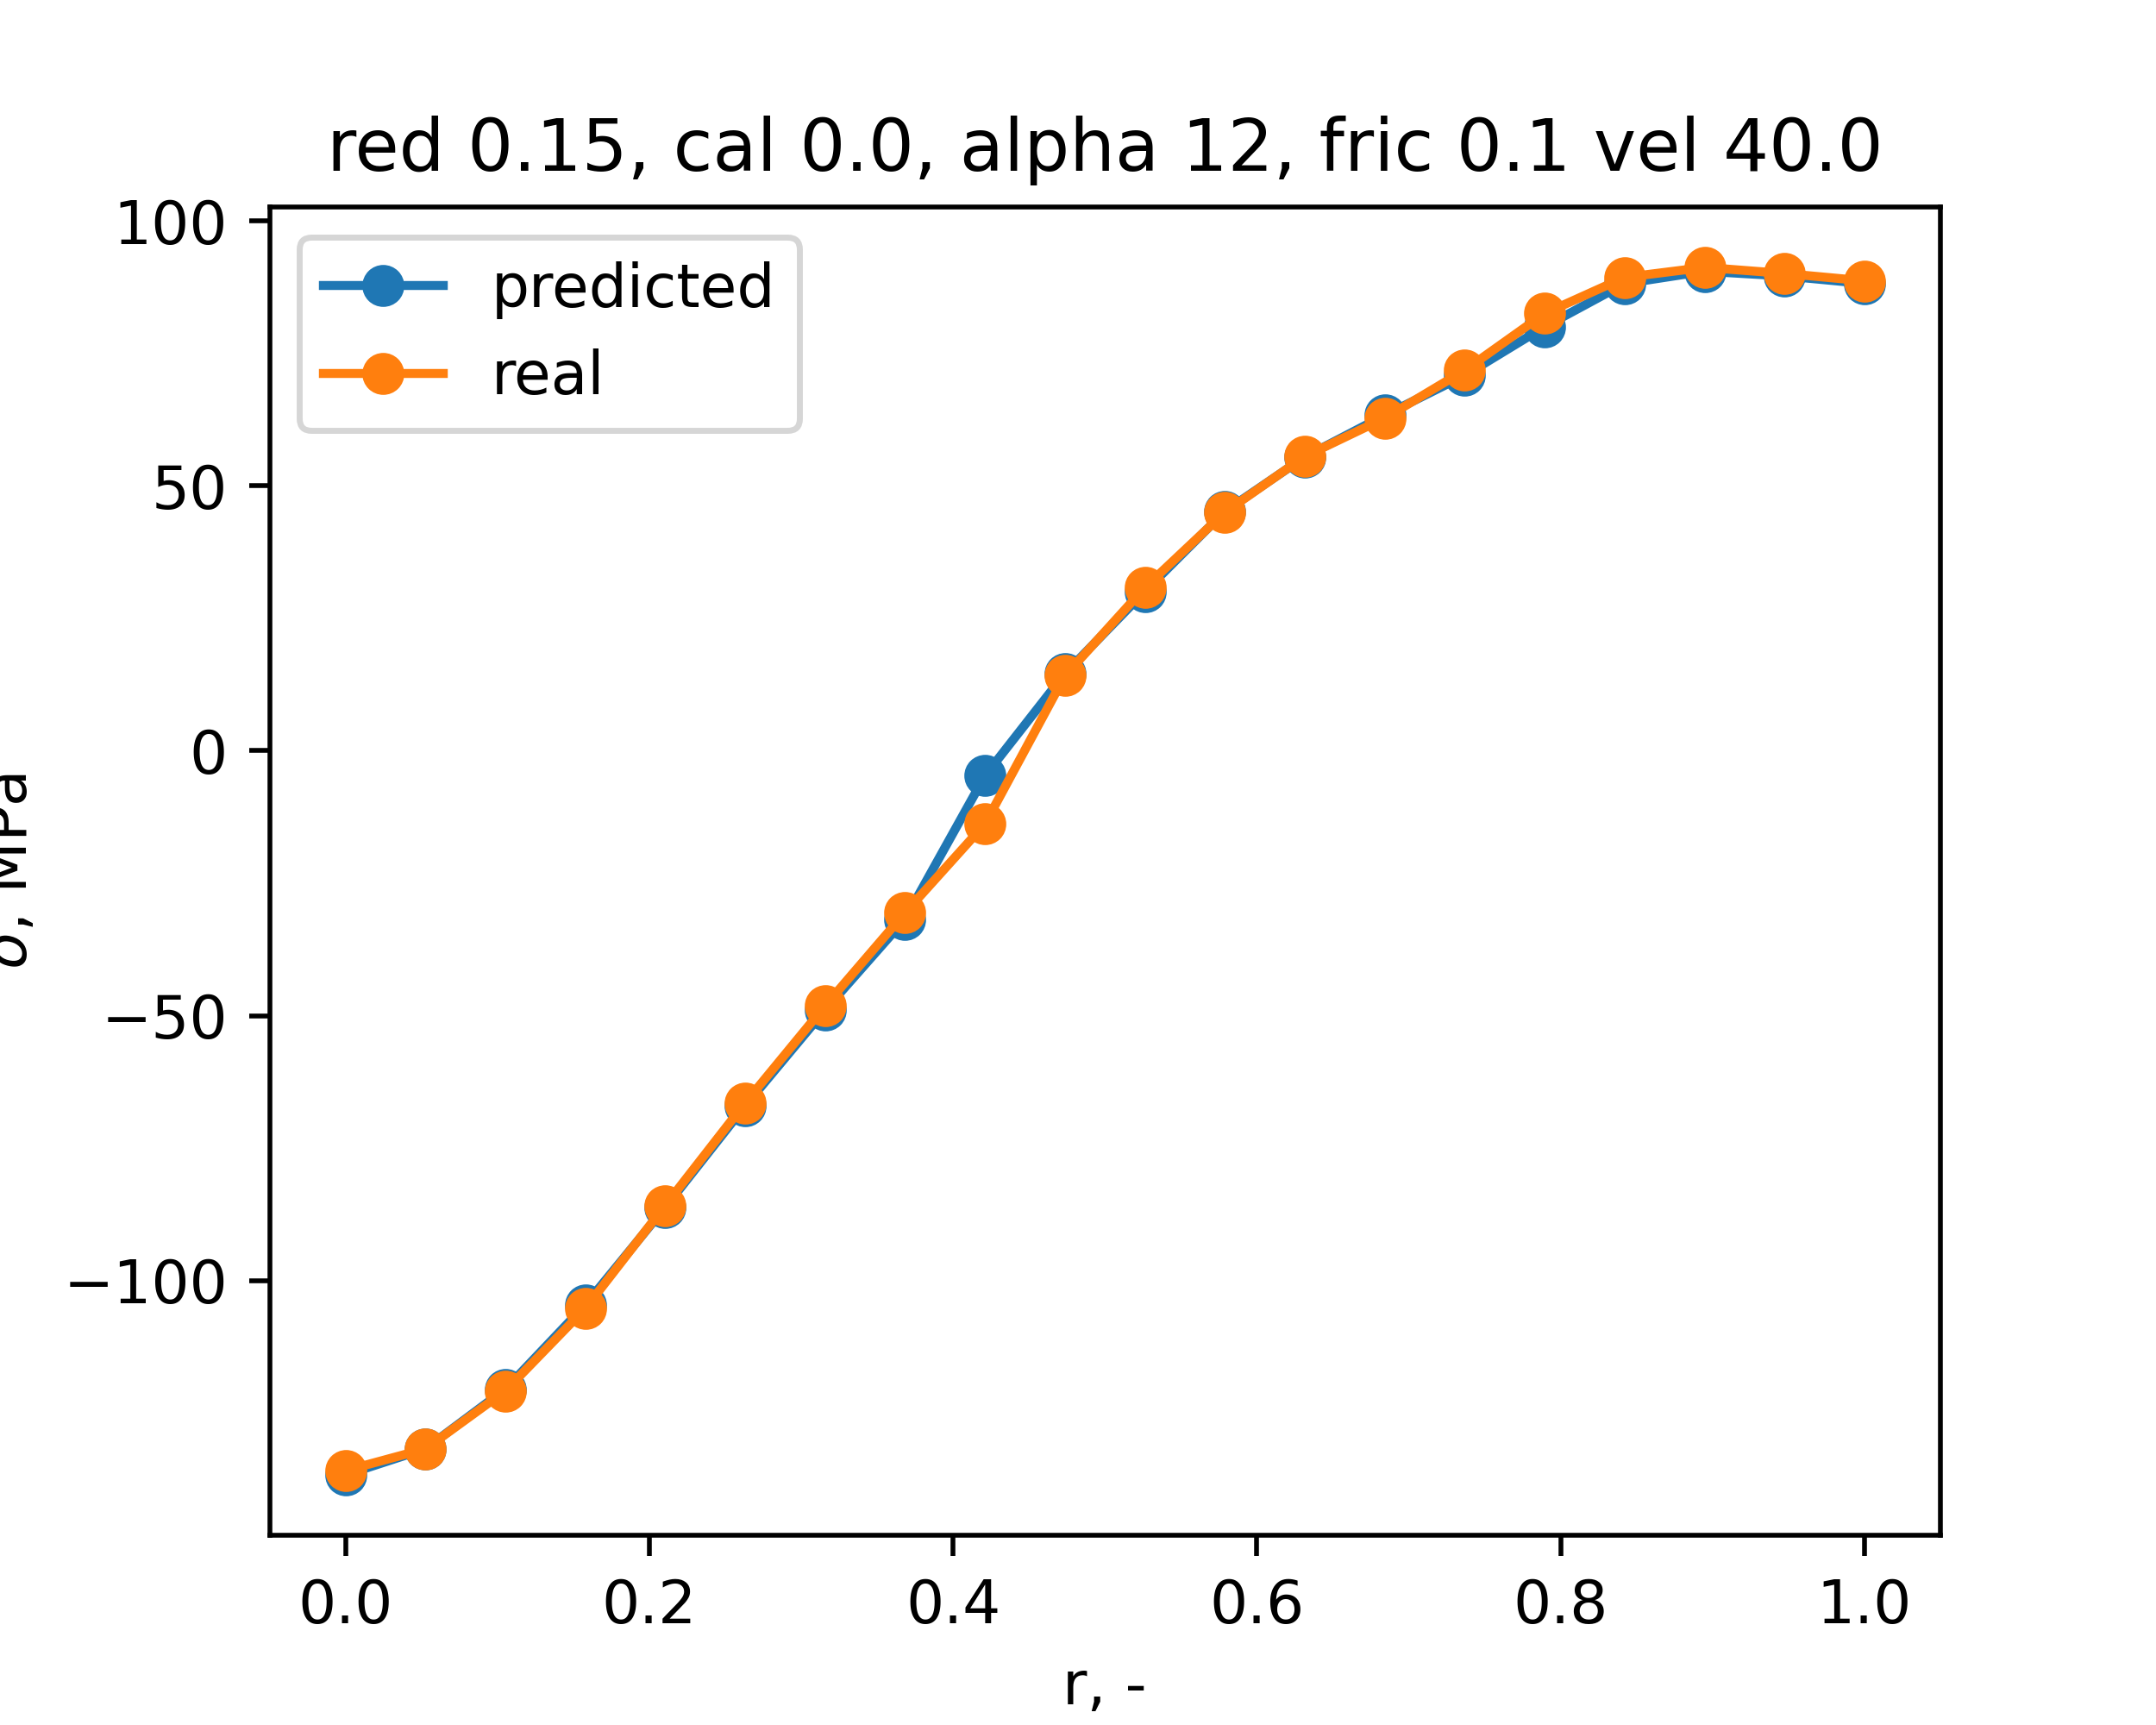 red 0.15, cal 0.0, alpha 12, fric 0.1 vel 40.0
predicted
real
100
50
0
−50
−100
σ, MPa
0.0 0.2 0.4 0.6 0.8 1.0
r, -